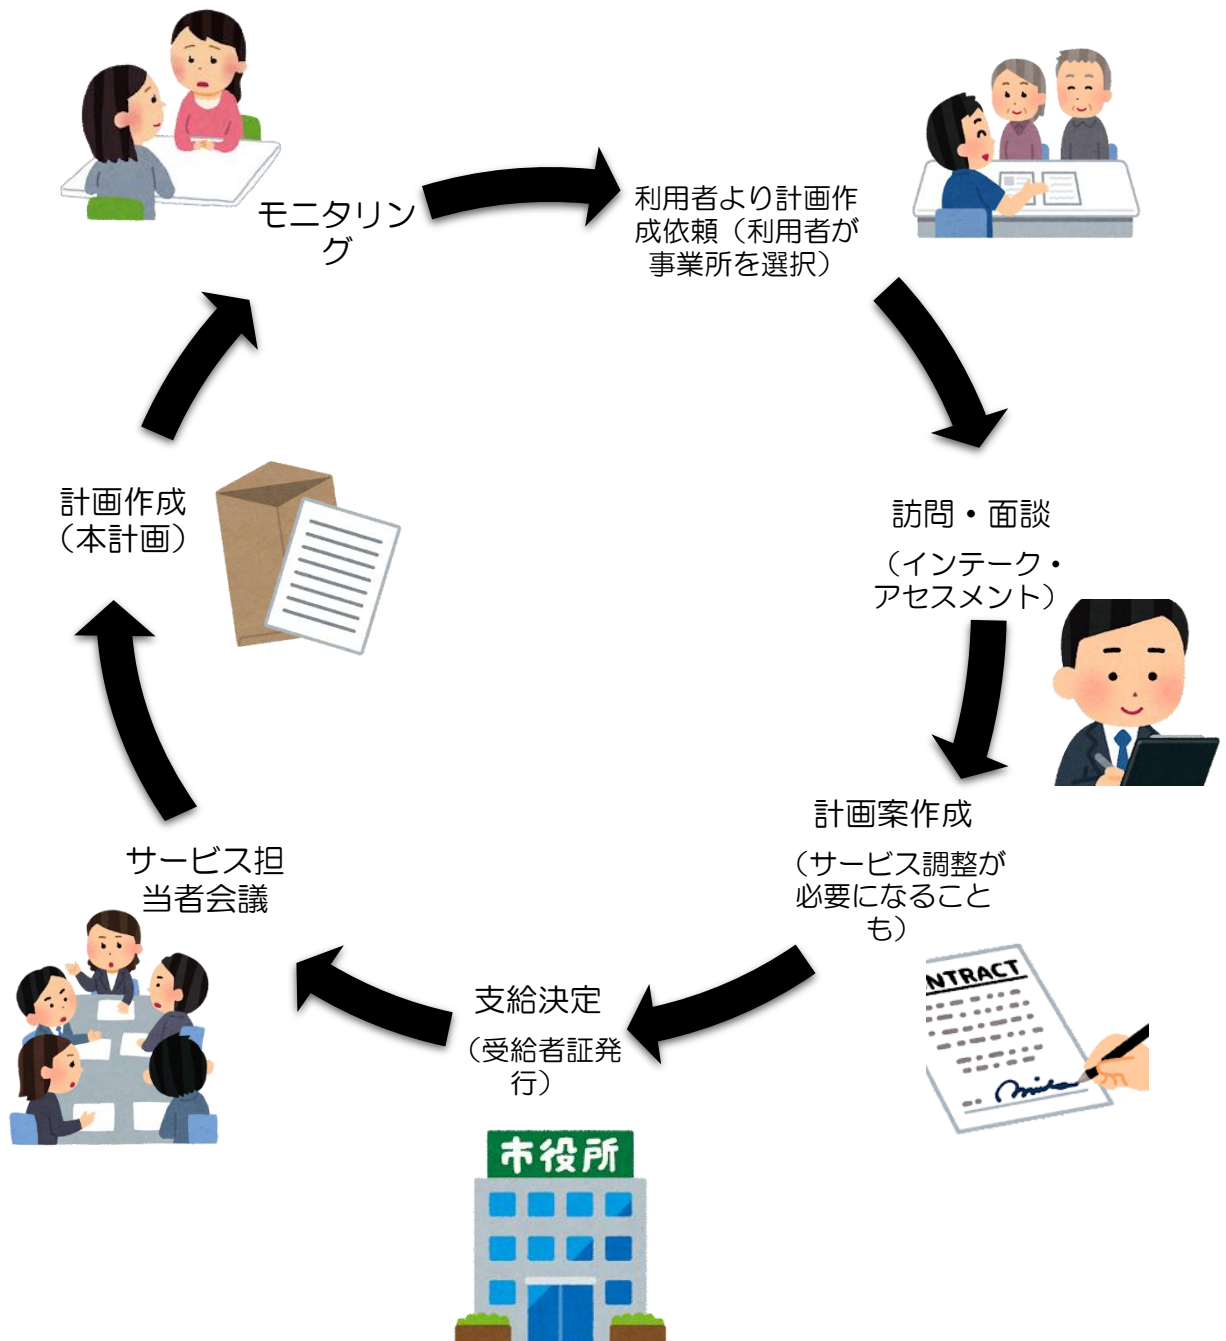 利用者より計画作
成依頼（利用者が
事業所を選択）
訪問・面談
（インテーク・
アセスメント）
計画案作成
（サービス調整が
必要になること
も）
NTRACT
支給決定
（受給者証発
行）
市役所
サービス担
当者会議
計画作成
（本計画）
モニタリン
グ